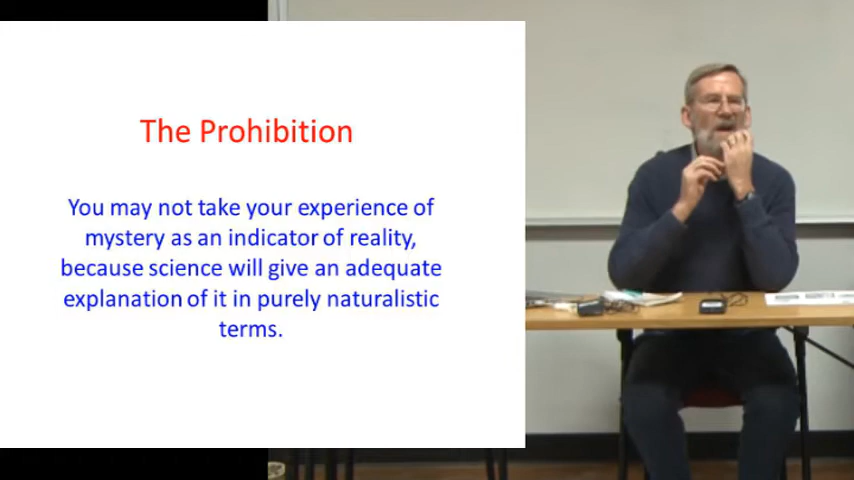 The Prohibition
You may not take your experience of
mystery as an indicator of reality,
because science will give an adequate
explanation of it in purely naturalistic
terms.